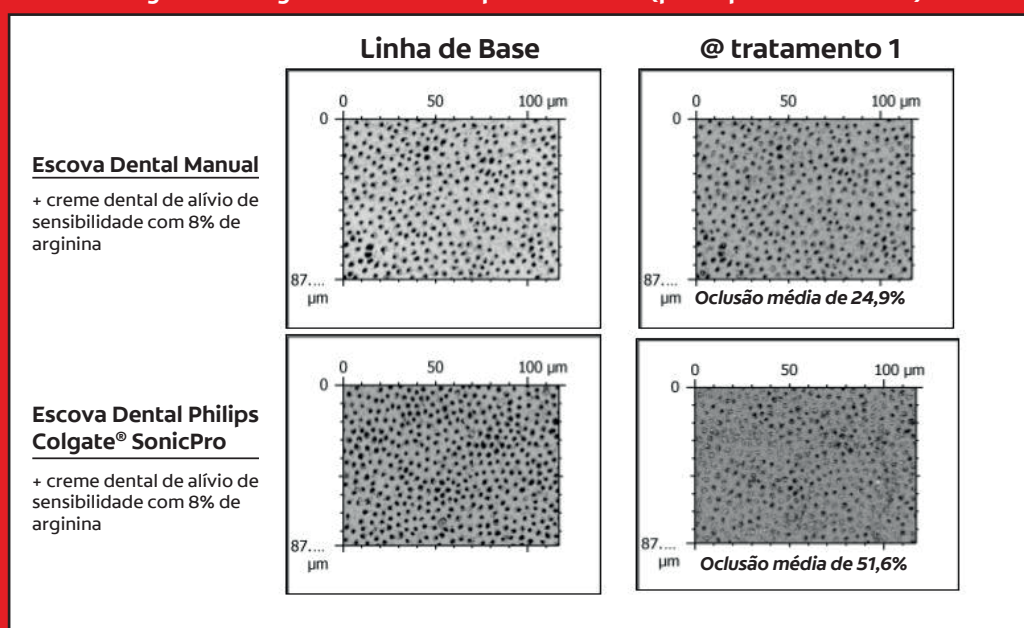 Linha de Base
@ tratamento 1
Escova Dental Manual
+ creme dental de alívio de
sensibilidade com 8% de
arginina
0 50 100 µm
0
87....
µm
0 50 100 µm
0
87....
µm
Oclusão média de 24,9%
Escova Dental Philips
Colgate® SonicPro
+ creme dental de alívio de
sensibilidade com 8% de
arginina
0 50 100 µm
0
87....
µm
0 50 100 µm
0
87....
µm
Oclusão média de 51,6%